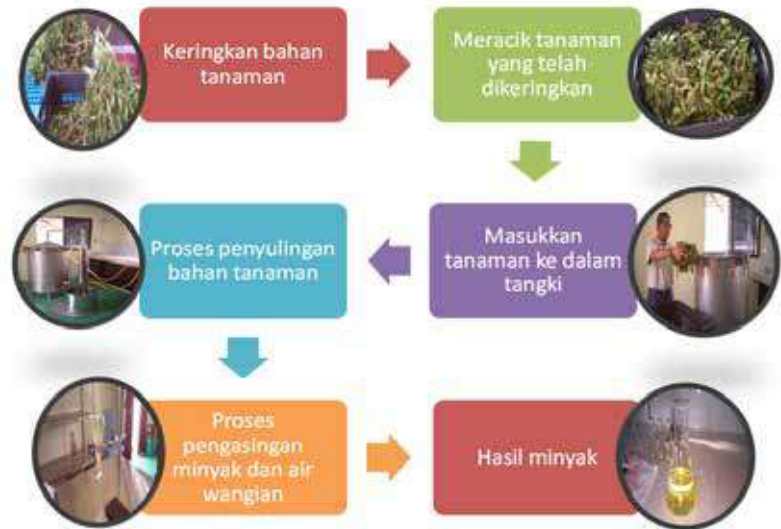 Keringkan bahan
tanaman
Meracik tanaman
yang telah
dikeringkan
Masukkan
tanaman ke dalam
tangki
Proses penyulingan
bahan tanaman
Proses
pengasingan
minyak dan air
wangian
Hasil minyak